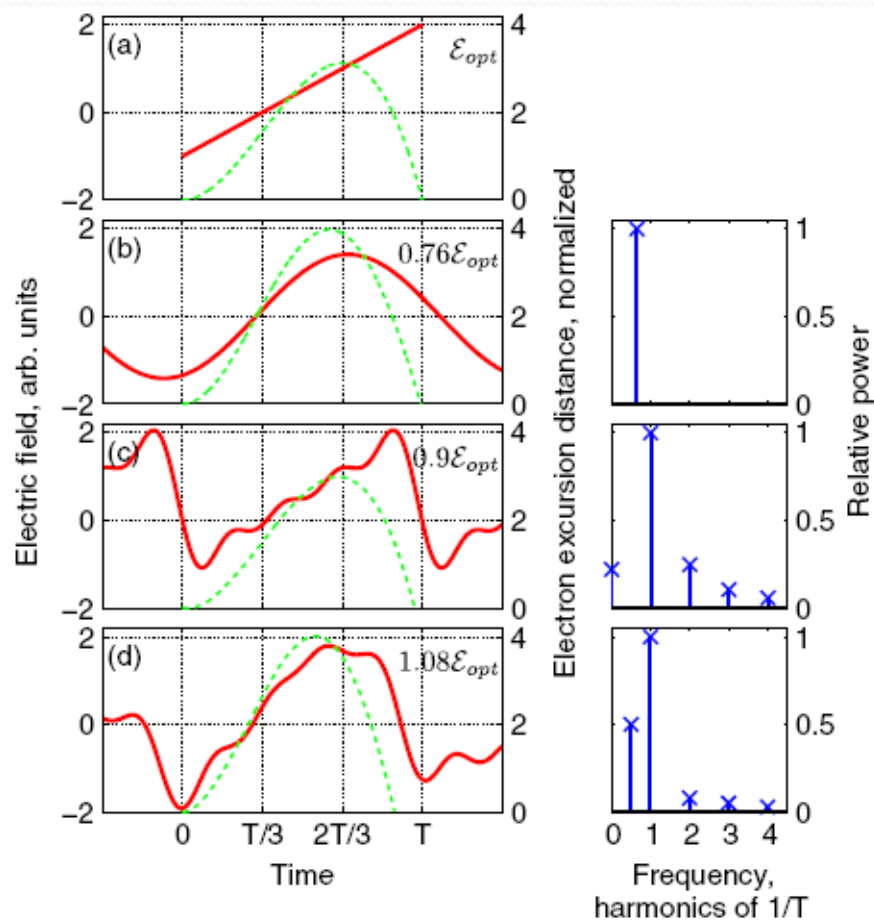 (a)
ℰopt
2
0
−2
4
2
0
(b)
0.76ℰopt
2
0
−2
4
2
0
1
0.5
0
(c)
0.9ℰopt
2
0
−2
4
2
0
1
0.5
0
(d)
1.08ℰopt
2
0
−2
4
2
0
1
0.5
0
0 T/3 2T/3 T
Time
0 1 2 3 4
Frequency,
harmonics of 1/T
Electric field, arb. units
Electron excursion distance, normalized
Relative power